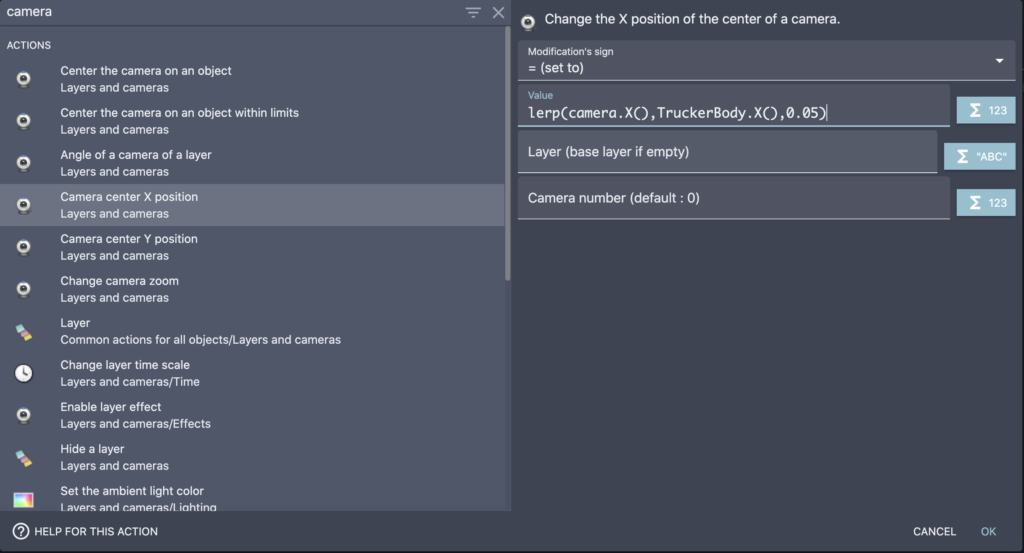 camera
ACTIONS
Center the camera on an object
Layers and cameras
Center the camera on an object within limits
Layers and cameras
Angle of a camera of a layer
Layers and cameras
Camera center X position
Layers and cameras
Camera center Y position
Layers and cameras
Change camera zoom
Layers and cameras
Layer
Common actions for all objects/Layers and cameras
Change layer time scale
Layers and cameras/Time
Enable layer effect
Layers and cameras/Effects
Hide a layer
Layers and cameras
Set the ambient light color
Layers and cameras/Lighting
? HELP FOR THIS ACTION
Change the X position of the center of a camera.
Modification's sign
= (set to)
Value
lerp(camera.X(),TruckerBody.X(),0.05)
Σ 123
Layer (base layer if empty)
Σ "ABC"
Camera number (default : 0)
Σ 123
CANCEL
OK